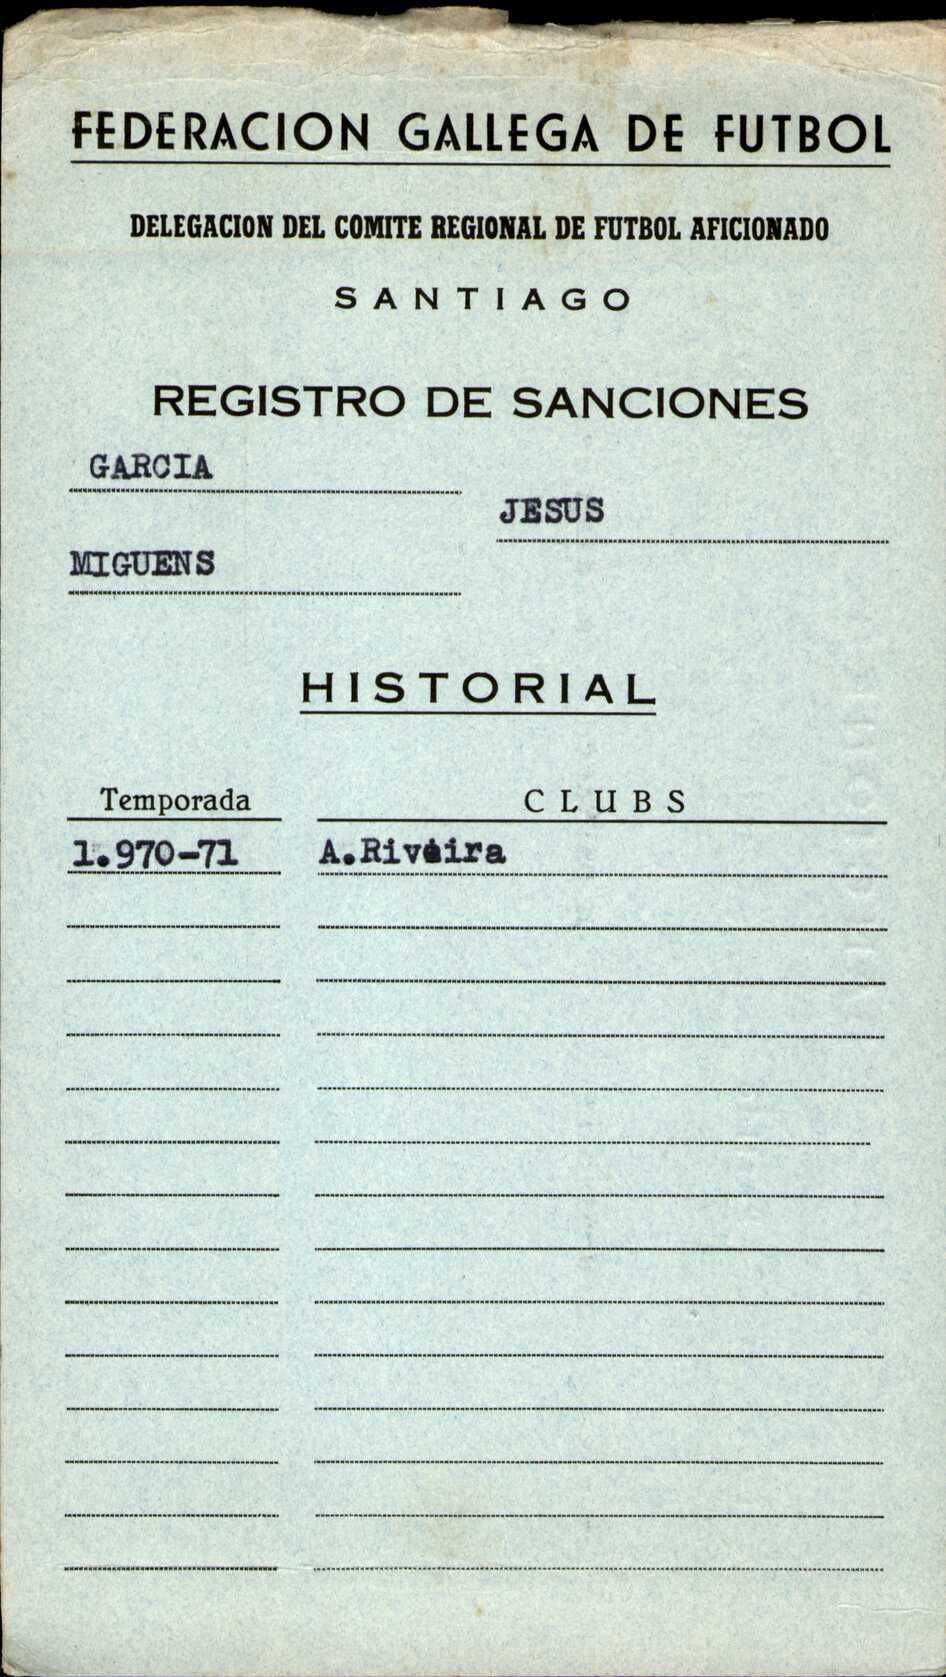 FEDERACION GALLEGA DE FUTBOL
DELEGACION DEL COMITE REGIONAL DE FUTBOL AFICIONADO
SANTIAGO
REGISTRO DE SANCIONES
GARCIA
JESUS
MIGUENS
HISTORIAL
Temporada CLUBS
1.970-71 A.Riveira